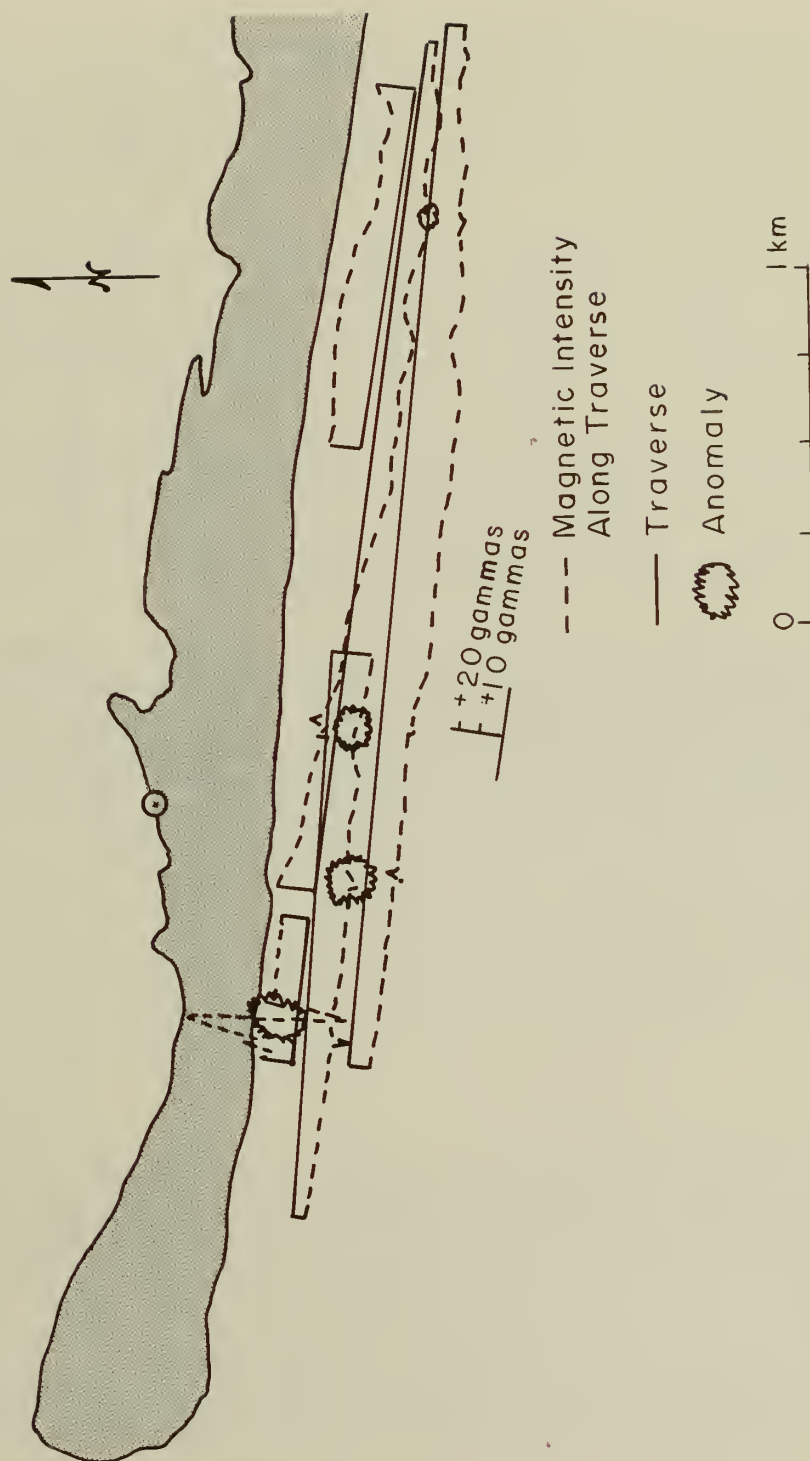 N
+20 gammas
+10 gammas
Magnetic Intensity
Along Traverse
Traverse
Anomaly
0
1 km